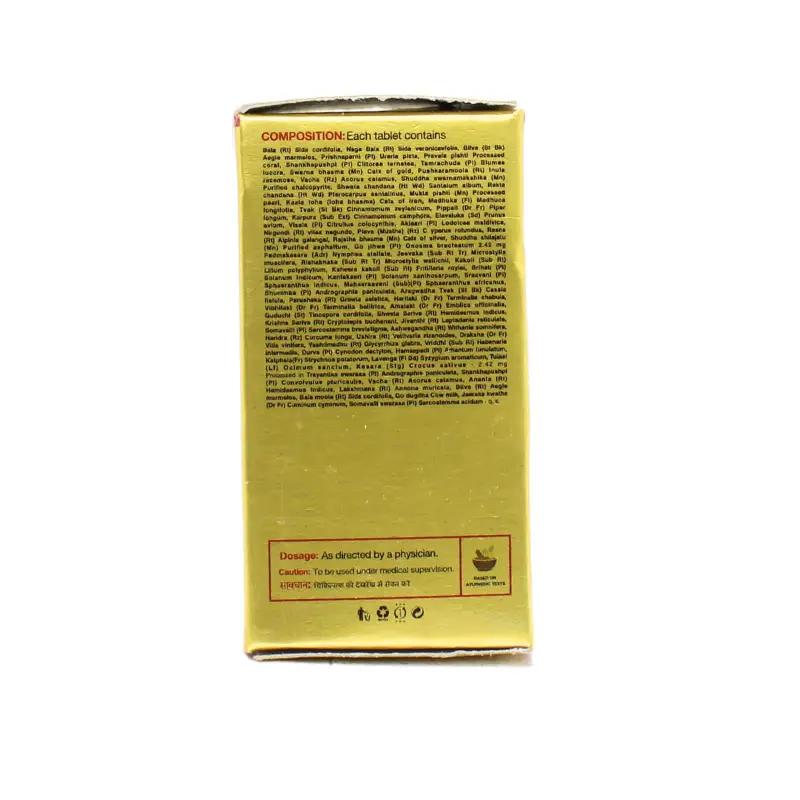 COMPOSITION: Each tablet contains
Bala (Rt) Sida cordifolia, Naga Bala (Rt) Sida veronicaefolia, Bilva (St Bk)
Aegle marmelos, Prishnaparni (Pl) Uraria picta, Pravala pishti Processed
coral, Shankhapushpi (Pl) Clitorea ternatea, Tamrachuda (Pl) Blumea
lacera, Swarna bhasma (Mn) Calx of gold, Pushkaramoola (Rt) Inula
racemosa, Vacha (Rz) Acorus calamus, Shuddha swarnamakshika (Mn)
Purified chalcopyrite, Shweta chandana (Ht Wd) Santalum album, Rakta
chandana (Ht Wd) Pterocarpus santalinus, Mukta pishti (Mn) Processed
pearl, Kaala loha (loha bhasma) Calx of iron, Madhuka (Fl) Madhuca
longifolia, Tvak (St Bk) Cinnamomum zeylanicum, Pippali (Dr Fr) Piper
longum, Karpura (Sub Ext) Cinnamomum camphora, Elavaluka (Sd) Prunus
avium, Visala (Pl) Citrullus colocynthis, Akilari (Pl) Lodoicea maldivica,
Nirgundi (Rt) vitex negundo, Plava (Mustha) (Rz) C yperus rotundus, Rasna
(Rt) Alpinia galangal, Rajatha bhasma (Mn) Calx of silver, Shuddha shilajatu
(Mn) Purified asphaltum, Go jihwa (Pl) Onosma bracteatum 2.42 mg
Padmakesara (Adr) Nymphea stellate, Jeevaka (Sub Rt Tr) Microstylis
muscifera, Rishabhaka (Sub Rt Tr) Microstylis wallichii, Kakoli (Sub Rt)
Lilium polyphylium, Ksheera kakoli (Sub Rt) Fritillaria roylei, Brihati (Pl)
Solanum indicum, Kantakaari (Pl) Solanum xanthocarpum, Sraavani (Pl)
Sphaeranthus indicus, Mahasraavani (Sub)(Pl) Sphaeranthus africanus,
Bhunimba (Pl) Andrographis paniculata, Aragwadha Tvak (St Bk) Cassia
fistula, Parushaka (Rt) Grewia asiatica, Haritaki (Dr Fr) Terminalia chebula,
Vibhitaki (Dr Fr) Terminalia bellirica, Amalaki (Dr Fr) Emblica officinalis,
Guduchi (St) Tinospora cordifolia, Shweta Sariva (Rt) Hemidesmus indicus,
Krishna Sariva (Rt) Cryptolepis buchanani, Jivanthi (Rt) Leptadenia reticulata,
Somavalli (Pl) Sarcostemma brevistigma, Ashwagandha (Rt) Withania somnifera,
Haridra (Rz) Curcuma longa, Ushira (Rt) Vetiveria zizanoides, Draksha (Dr Fr)
Vitis vinifera, Yashtimadhu (Rt) Glycyrrhiza glabra, Vriddhi (Sub Rt) Habenaria
intermedia, Durva (Pl) Cynodon dactylon, Hamsapadi (Pl) Adhantum lunulatum,
Katphala(Fr) Strychnus potatorum, Lavanga (Fl Bd) Syzygium aromaticum, Tulasi
(Lf) Ocimum sanctum, Kesara (Stg) Crocus sativus - 2.42 mg
Processed in Trayantika swarasa (Pl) Andrographis paniculata, Shankhapushpi
(Pl) Convolvulus pluricaulis, Vacha (Rt) Acorus calamus, Ananta (Rt)
Hemidesmus indicus, Lakshmana (Rt) Annona muricata, Bilva (Rt) Aegle
marmelos, Bala moola (Rt) Sida cordifolia, Go dugdha Cow milk, Jeeraka kwatha
(Dr Fr) Cuminum cyminum, Somavalli swarasa (Pl) Sarcostemma acidum - q. s.
Dosage: As directed by a physician.
Caution: To be used under medical supervision.
सावधान: चिकित्सक की देखरेख में सेवन करें
BASED ON
AYURVEDIC TEXTS